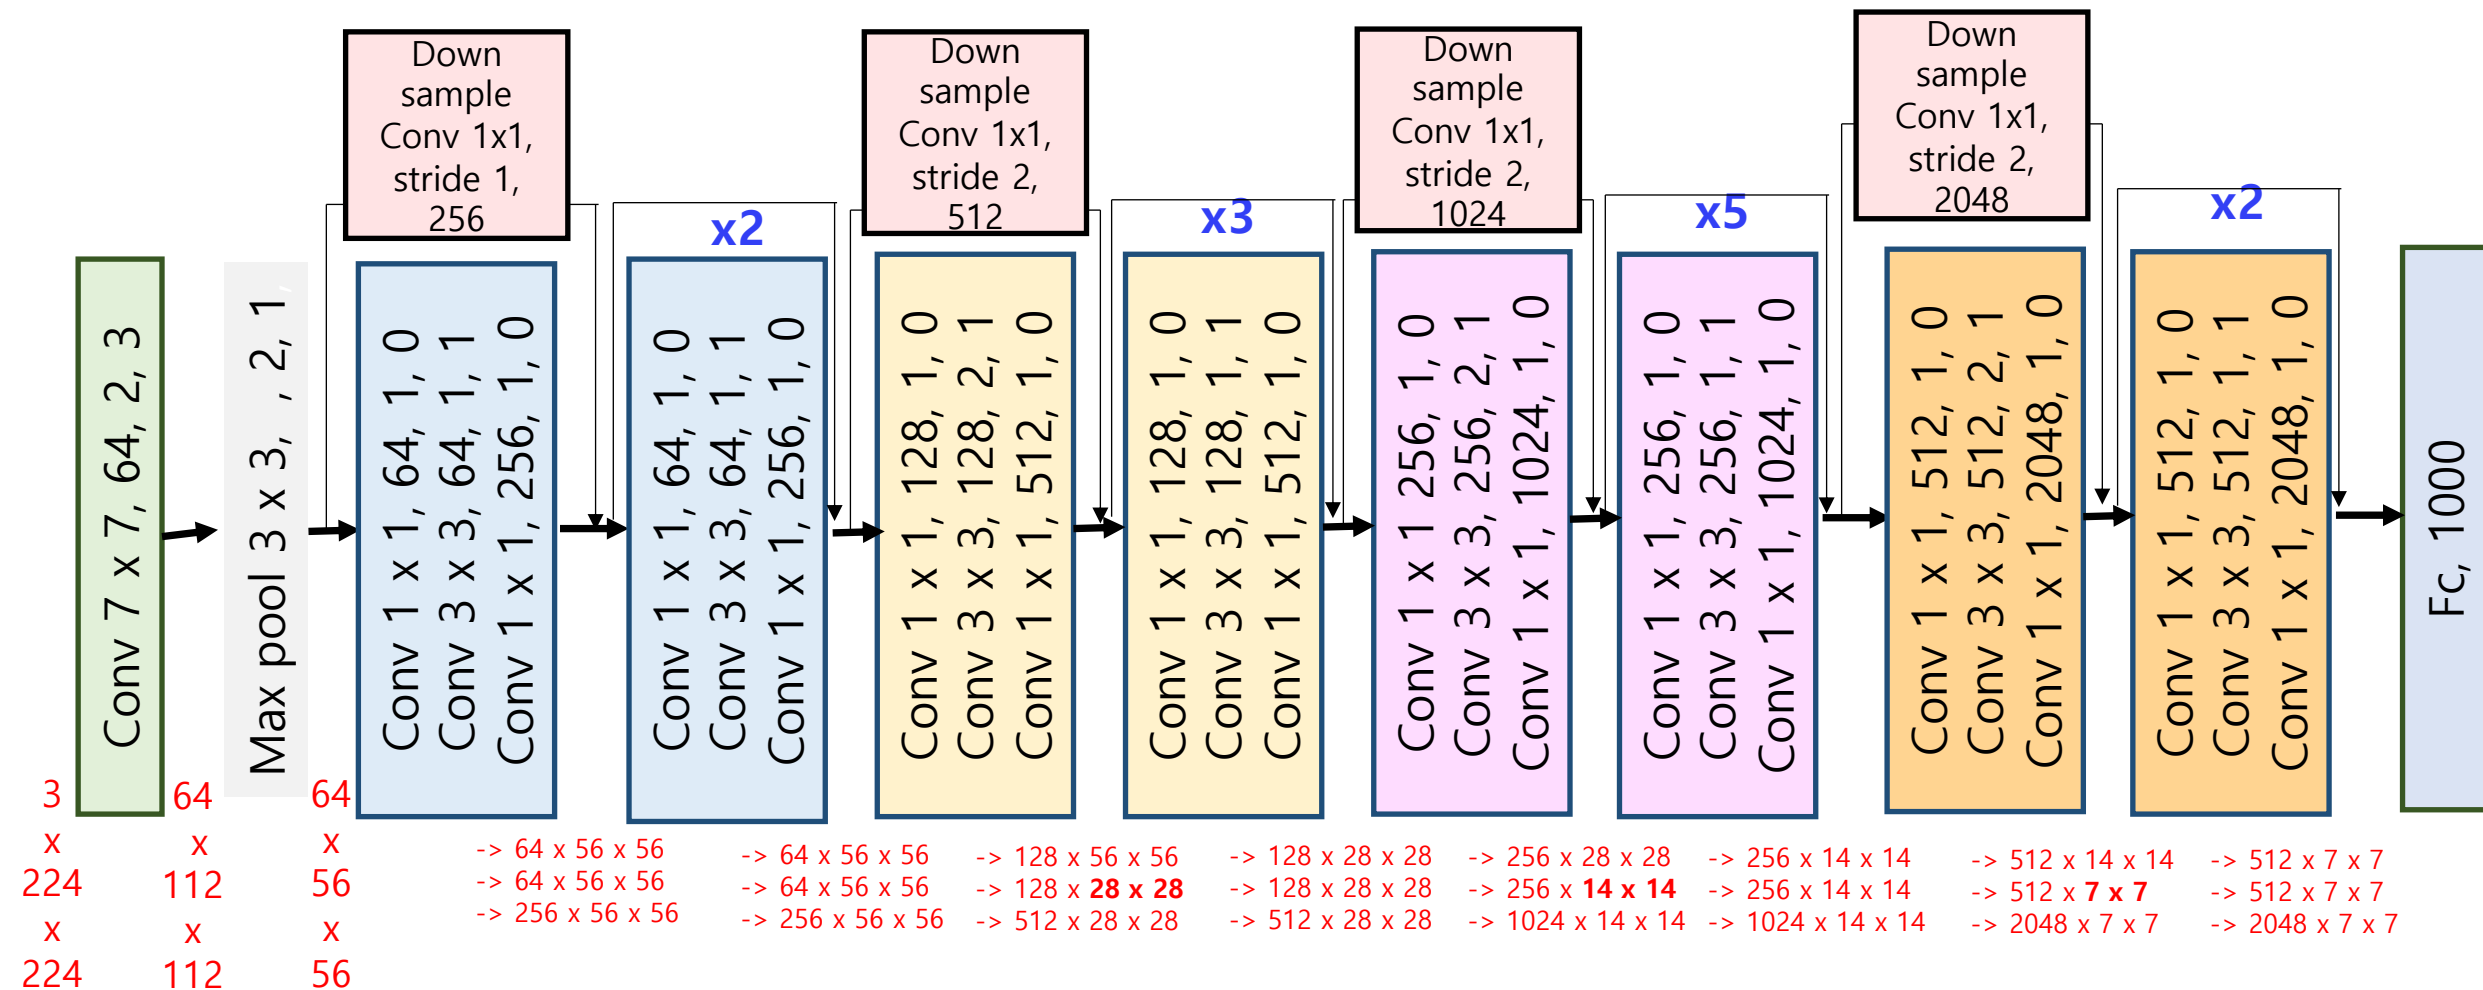 Down
sample
Conv 1x1,
stride 1,
256
Down
sample
Conv 1x1,
stride 2,
512
Down
sample
Conv 1x1,
stride 2,
1024
Down
sample
Conv 1x1,
stride 2,
2048
x2
x3
x5
x2
Conv 7 x 7, 64, 2, 3
Max pool 3 x 3, , 2, 1,
Conv 1 x 1, 64, 1, 0
Conv 3 x 3, 64, 1, 1
Conv 1 x 1, 256, 1, 0
Conv 1 x 1, 64, 1, 0
Conv 3 x 3, 64, 1, 1
Conv 1 x 1, 256, 1, 0
Conv 1 x 1, 128, 1, 0
Conv 3 x 3, 128, 2, 1
Conv 1 x 1, 512, 1, 0
Conv 1 x 1, 128, 1, 0
Conv 3 x 3, 128, 1, 1
Conv 1 x 1, 512, 1, 0
Conv 1 x 1 256, 1, 0
Conv 3 x 3, 256, 2, 1
Conv 1 x 1, 1024, 1, 0
Conv 1 x 1, 256, 1, 0
Conv 3 x 3, 256, 1, 1
Conv 1 x 1, 1024, 1, 0
Conv 1 x 1, 512, 1, 0
Conv 3 x 3, 512, 2, 1
Conv 1 x 1, 2048, 1, 0
Conv 1 x 1, 512, 1, 0
Conv 3 x 3, 512, 1, 1
Conv 1 x 1, 2048, 1, 0
Fc, 1000
3
x
224
x
224
64
x
112
x
112
64
x
56
x
56
-> 64 x 56 x 56
-> 64 x 56 x 56
-> 256 x 56 x 56
-> 64 x 56 x 56
-> 64 x 56 x 56
-> 256 x 56 x 56
-> 128 x 56 x 56
-> 128 x 28 x 28
-> 512 x 28 x 28
-> 128 x 28 x 28
-> 128 x 28 x 28
-> 512 x 28 x 28
-> 256 x 28 x 28
-> 256 x 14 x 14
-> 1024 x 14 x 14
-> 256 x 14 x 14
-> 256 x 14 x 14
-> 1024 x 14 x 14
-> 512 x 14 x 14
-> 512 x 7 x 7
-> 2048 x 7 x 7
-> 512 x 7 x 7
-> 512 x 7 x 7
-> 2048 x 7 x 7